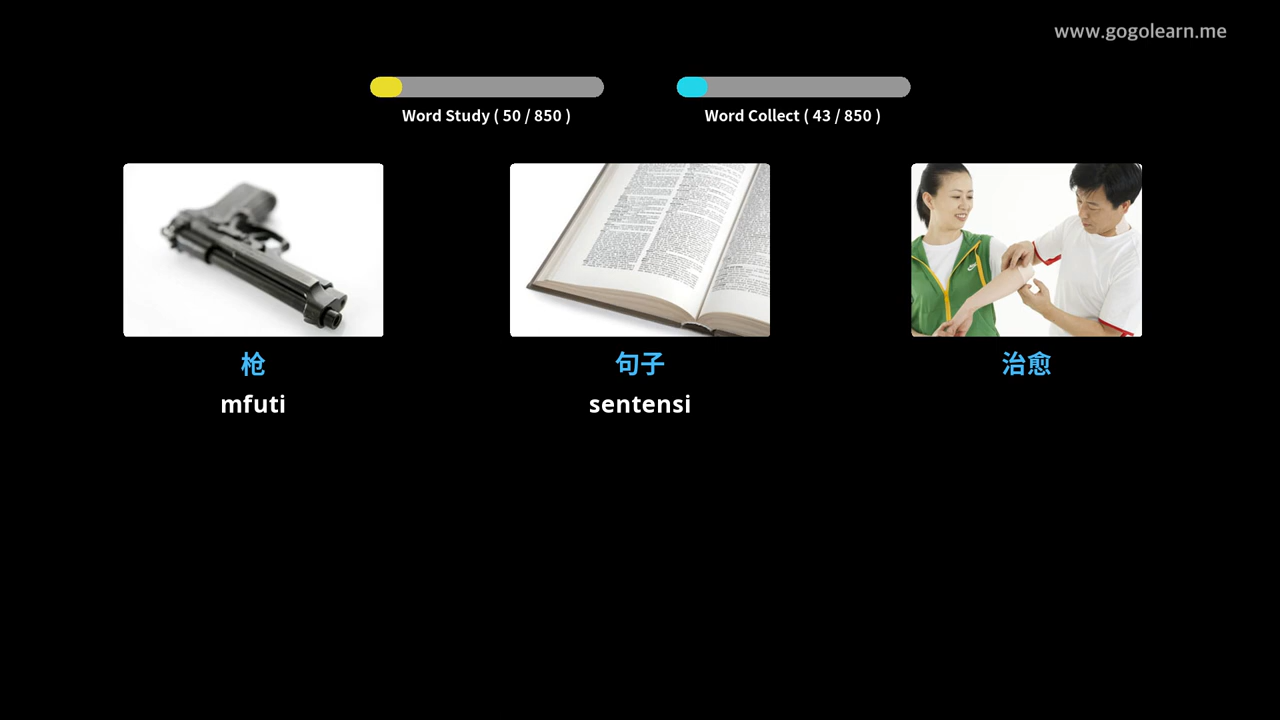 www.gogolearn.me
Word Study ( 50 / 850 )
Word Collect ( 43 / 850 )
枪
mfuti
句子
sentensi
治愈